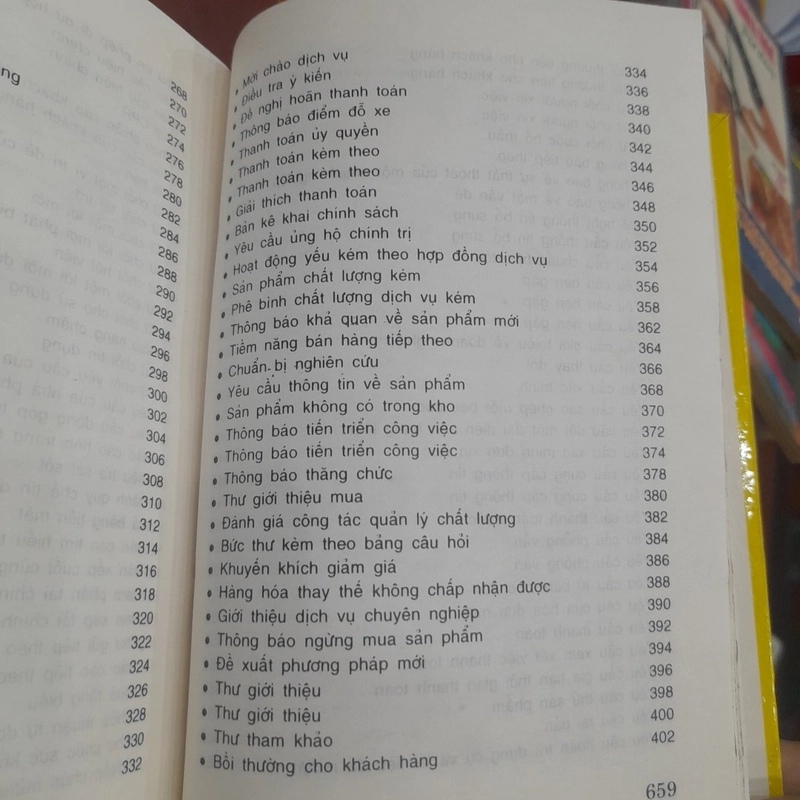 ng
268
270
272
274
276
278
280
282
284
286
288
290
292
294
296
298
300
302
304
306
308
310
312
314
316
318
320
322
324
326
328
330
332
• Mời chào dịch vụ 334
• Điều tra ý kiến 336
• Đề nghị hoãn thanh toán 338
• Thông báo điểm đỗ xe 340
• Thanh toán ủy quyền 342
• Thanh toán kèm theo 344
• Thanh toán kèm theo 346
• Giải thích thanh toán 348
• Bản kê khai chinh sách 350
• Yêu cầu ủng hộ chính trị 352
• Hoạt động yếu kém theo hợp đồng dịch vụ 354
• Sản phẩm chất lượng kém 356
• Phê bình chất lượng dịch vụ kém 358
• Thông báo khả quan về sản phẩm mới 362
• Tiềm năng bán hàng tiếp theo 364
• Chuẩn bị nghiên cứu 366
• Yêu cầu thông tin về sản phẩm 368
• Sản phẩm không có trong kho 370
• Thông báo tiến triển công việc 372
• Thông báo tiến triển công việc 374
• Thông báo thăng chức 378
• Thư giới thiệu mua 380
• Đánh giá công tác quản lý chất lượng 382
• Bức thư kèm theo bảng câu hỏi 384
• Khuyến khích giảm giá 386
• Hàng hóa thay thế không chấp nhận được 388
• Giới thiệu dịch vụ chuyên nghiệp 390
• Thông báo ngừng mua sản phẩm 392
• Đề xuất phương pháp mới 394
• Thư giới thiệu 396
• Thư giới thiệu 398
• Thư tham khảo 400
• Bồi thường cho khách hàng 402
659